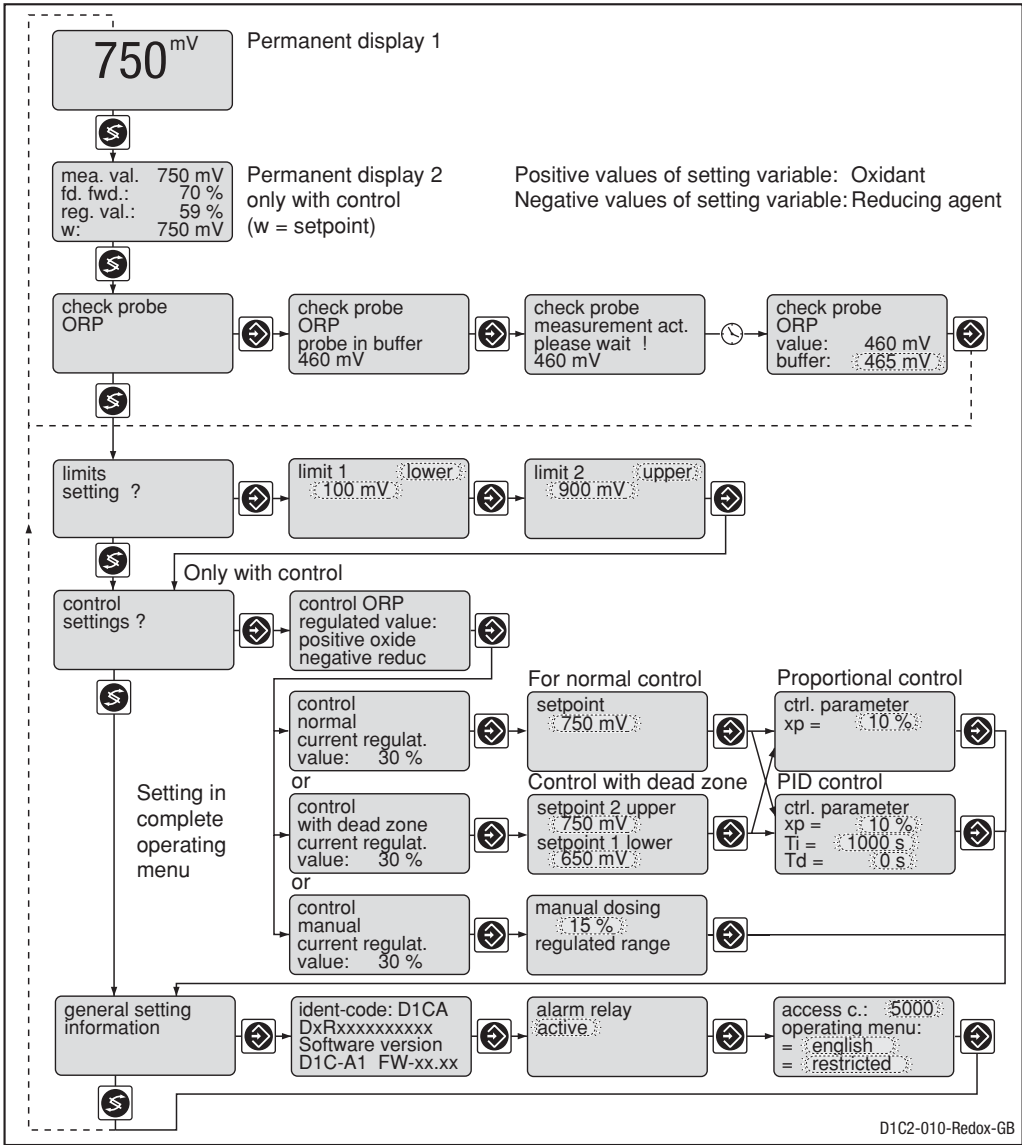 750 mV
Permanent display 1
mea. val. 750 mV
fd. fwd.: 70 %
reg. val.: 59 %
w: 750 mV
Permanent display 2
only with control
(w = setpoint)
Positive values of setting variable: Oxidant
Negative values of setting variable: Reducing agent
check probe
ORP
check probe
ORP
probe in buffer
460 mV
check probe
measurement act.
please wait !
460 mV
check probe
ORP
value: 460 mV
buffer: 465 mV
limits
setting ?
limit 1 lower
100 mV
limit 2 upper
900 mV
Only with control
control
settings ?
control ORP
regulated value:
positive oxide
negative reduc
For normal control
Proportional control
control
normal
current regulat.
value: 30 %
setpoint
750 mV
ctrl. parameter
xp = 10 %
or
Control with dead zone
PID control
Setting in
complete
operating
menu
control
with dead zone
current regulat.
value: 30 %
setpoint 2 upper
750 mV
setpoint 1 lower
650 mV
ctrl. parameter
xp = 10 %
Ti = 1000 s
Td = 0 s
or
control
manual
current regulat.
value: 30 %
manual dosing
15 %
regulated range
general setting
information
ident-code: D1CA
DxRxxxxxxxxxx
Software version
D1C-A1 FW-xx.xx
alarm relay
active
access c.: 5000
operating menu:
= english
= restricted
D1C2-010-Redox-GB